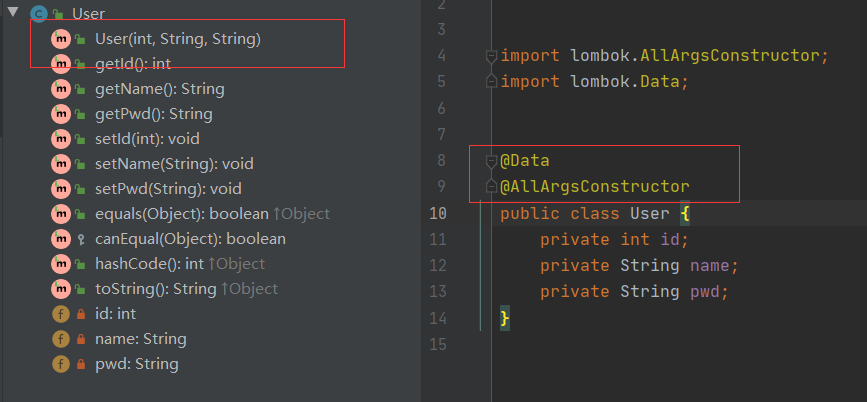 User
User(int, String, String)
getId(): int
getName(): String
getPwd(): String
setId(int): void
setName(String): void
setPwd(String): void
equals(Object): boolean ↑Object
canEqual(Object): boolean
hashCode(): int ↑Object
toString(): String ↑Object
id: int
name: String
pwd: String
2
3
4 import lombok.AllArgsConstructor;
5 import lombok.Data;
6
7
8 @Data
9 @AllArgsConstructor
10 public class User {
11 private int id;
12 private String name;
13 private String pwd;
14 }
15